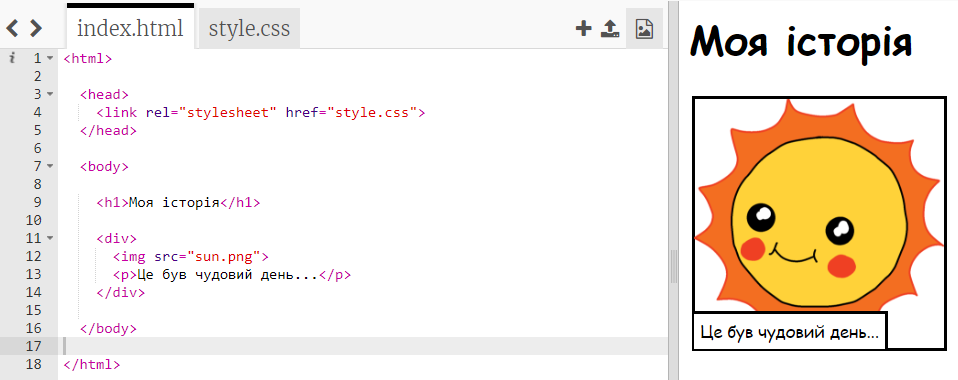 index.html
style.css
i
1 <html>
2
3 <head>
4 <link rel="stylesheet" href="style.css">
5 </head>
6
7 <body>
8
9 <h1>Моя історія</h1>
10
11 <div>
12 <img src="sun.png">
13 <p>Це був чудовий день...</p>
14 </div>
15
16 </body>
17
18 </html>
Моя історія
Це був чудовий день...